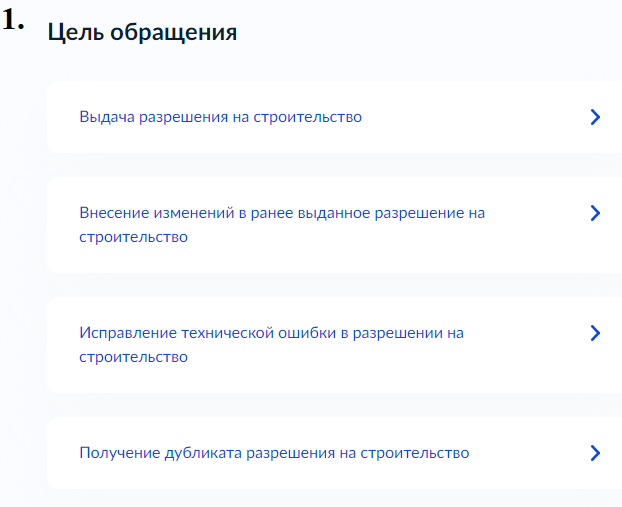 1. Цель обращения
Выдача разрешения на строительство
Внесение изменений в ранее выданное разрешение на
строительство
Исправление технической ошибки в разрешении на
строительство
Получение дубликата разрешения на строительство